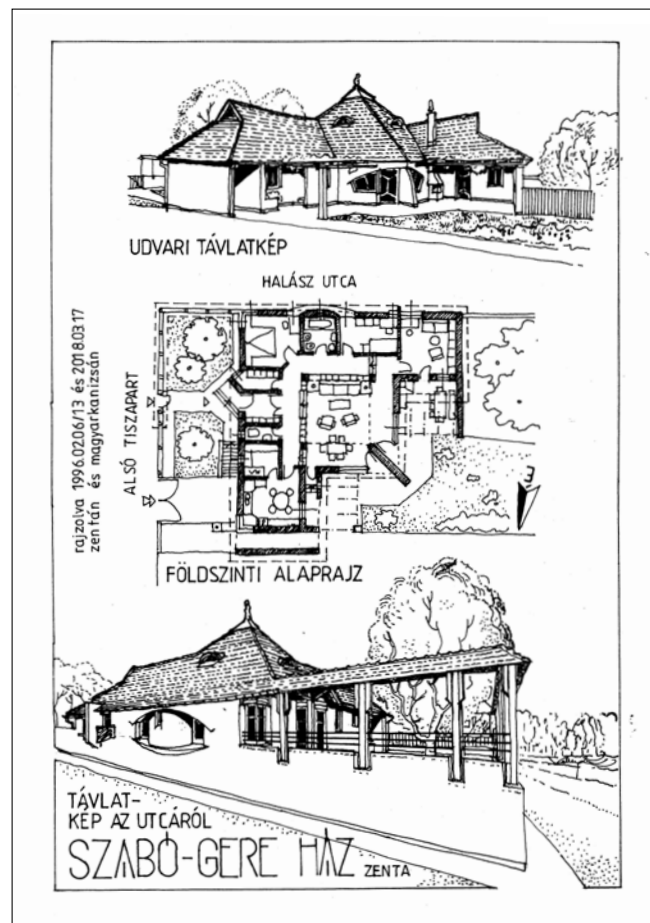 UDVARI TÁVLATKÉP
HALÁSZ UTCA
rajzolva 1996.02.06/13 és 2018.03.17
zentán és magyarkanizsán
ALSÓ TISZAPART
É
FÖLDSZINTI ALAPRAJZ
TÁVLAT-
KÉP AZ UTCÁRÓL
SZABÓ-GERE HÁZ ZENTA